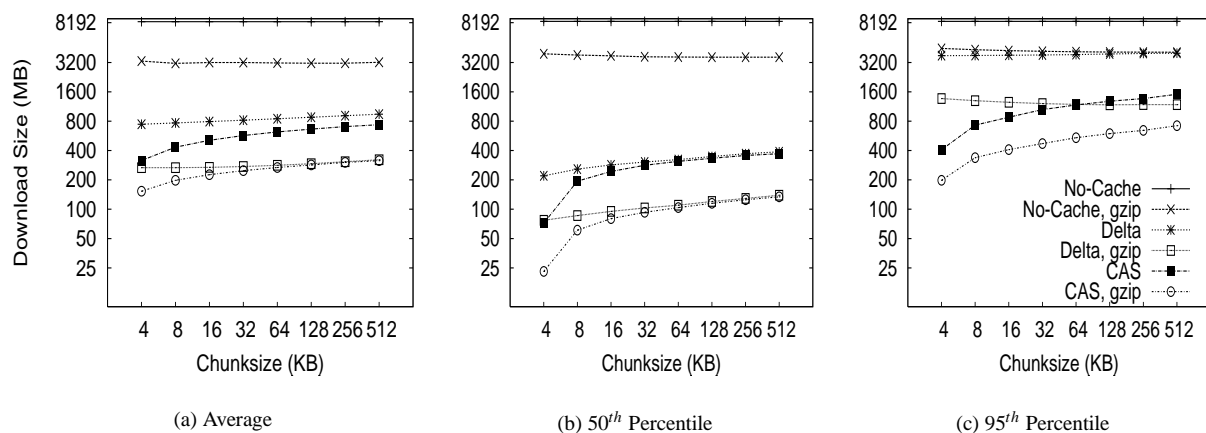 Download Size (MB)
8192
3200
1600
800
400
200
100
50
25
4 8 16 32 64 128 256 512
Chunksize (KB)
(a) Average
8192
3200
1600
800
400
200
100
50
25
4 8 16 32 64 128 256 512
Chunksize (KB)
(b) 50th Percentile
8192
3200
1600
800
400
200
100
50
25
No-Cache
No-Cache, gzip
Delta
Delta, gzip
CAS
CAS, gzip
4 8 16 32 64 128 256 512
Chunksize (KB)
(c) 95th Percentile